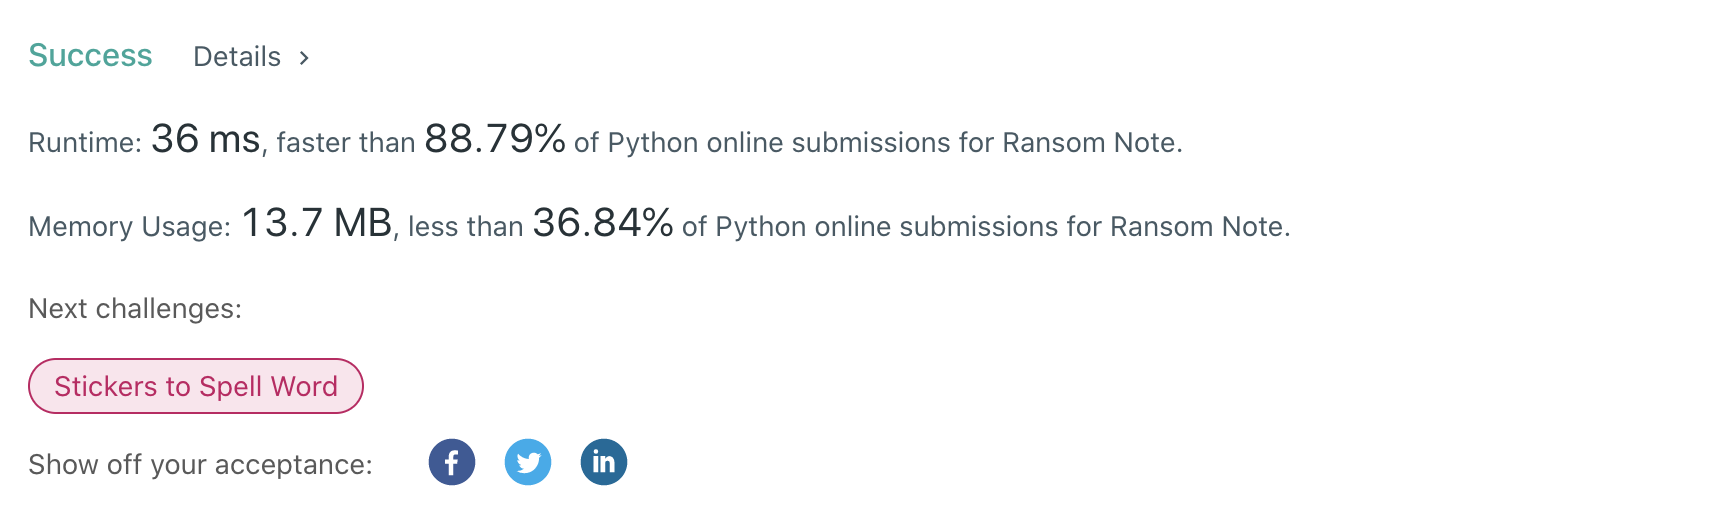 Success Details >
Runtime: 36 ms, faster than 88.79% of Python online submissions for Ransom Note.
Memory Usage: 13.7 MB, less than 36.84% of Python online submissions for Ransom Note.
Next challenges:
Stickers to Spell Word
Show off your acceptance: